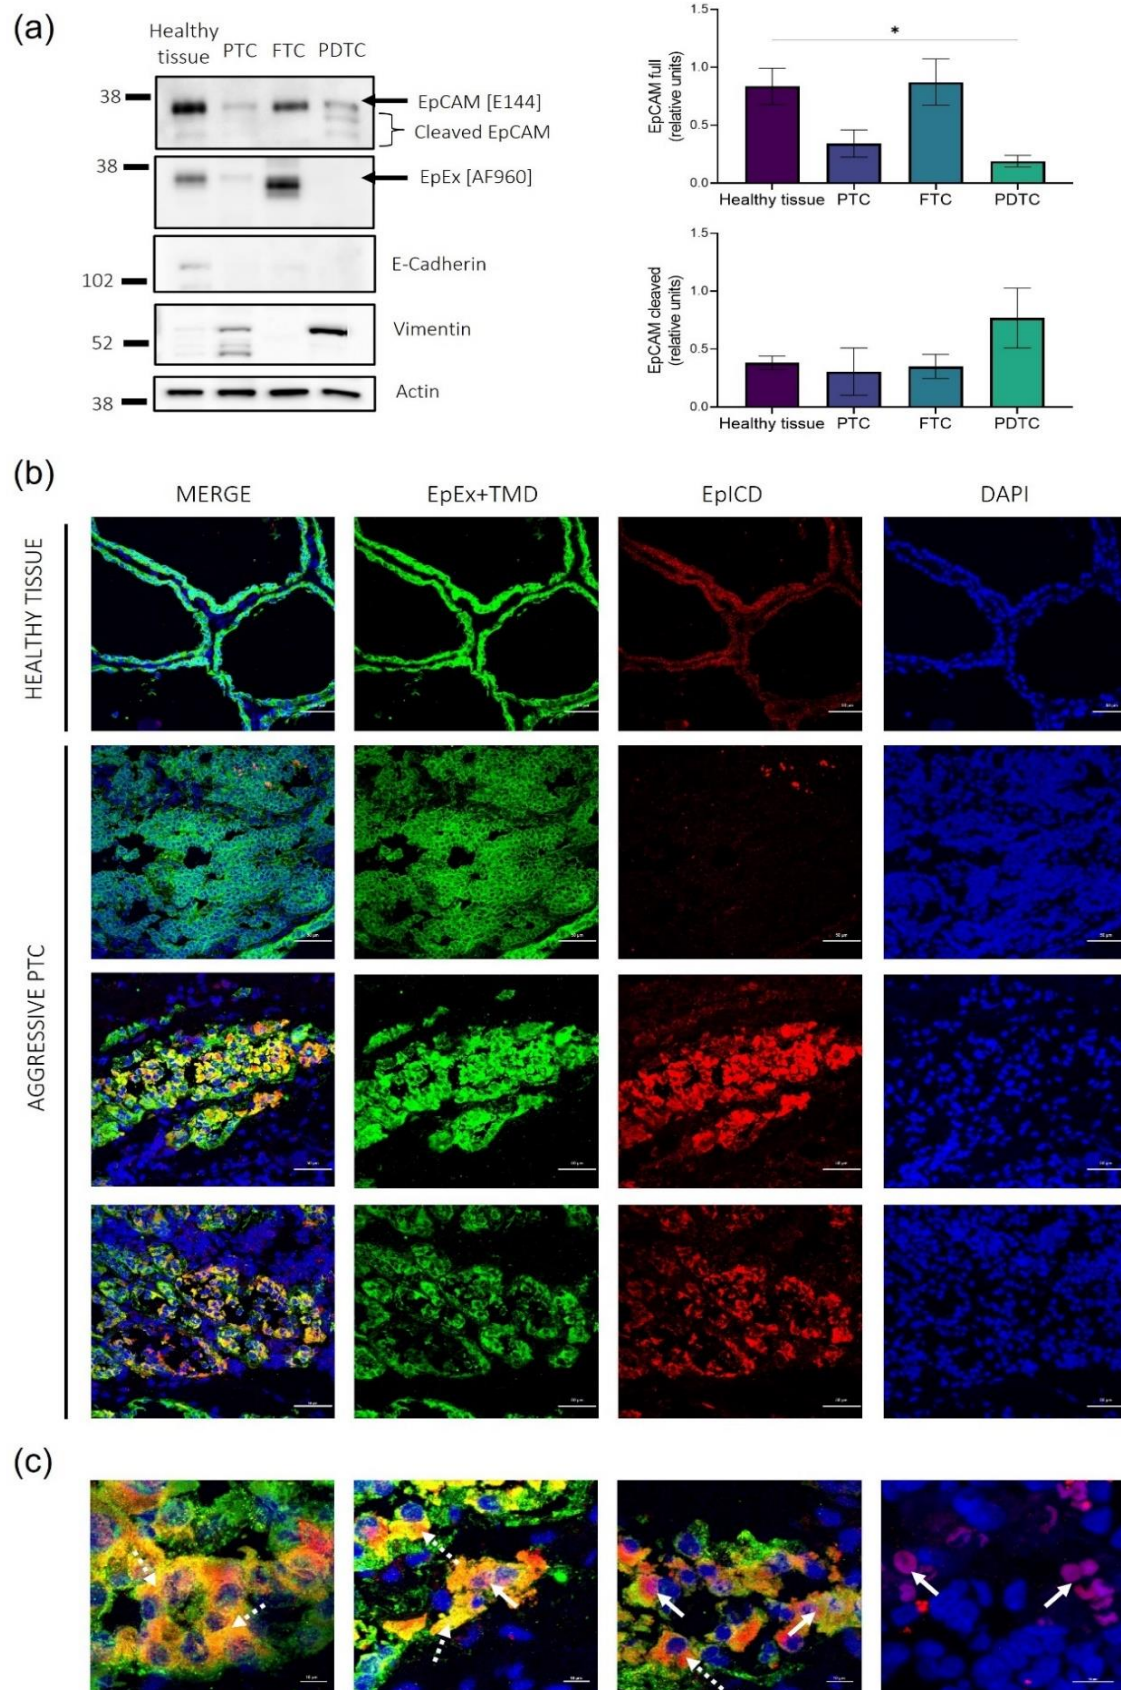 (a)
Healthy
tissue PTC FTC PDTC
38
EpCAM [E144]
Cleaved EpCAM
38
EpEx [AF960]
E-Cadherin
102
Vimentin
52
Actin
38
EpCAM full
(relative units)
1.5
1.0
0.5
0.0
*
Healthy tissue PTC FTC PDTC
EpCAM cleaved
(relative units)
1.5
1.0
0.5
0.0
Healthy tissue PTC FTC PDTC
(b)
MERGE EpEx+TMD EpICD DAPI
HEALTHY TISSUE
AGGRESSIVE PTC
(c)